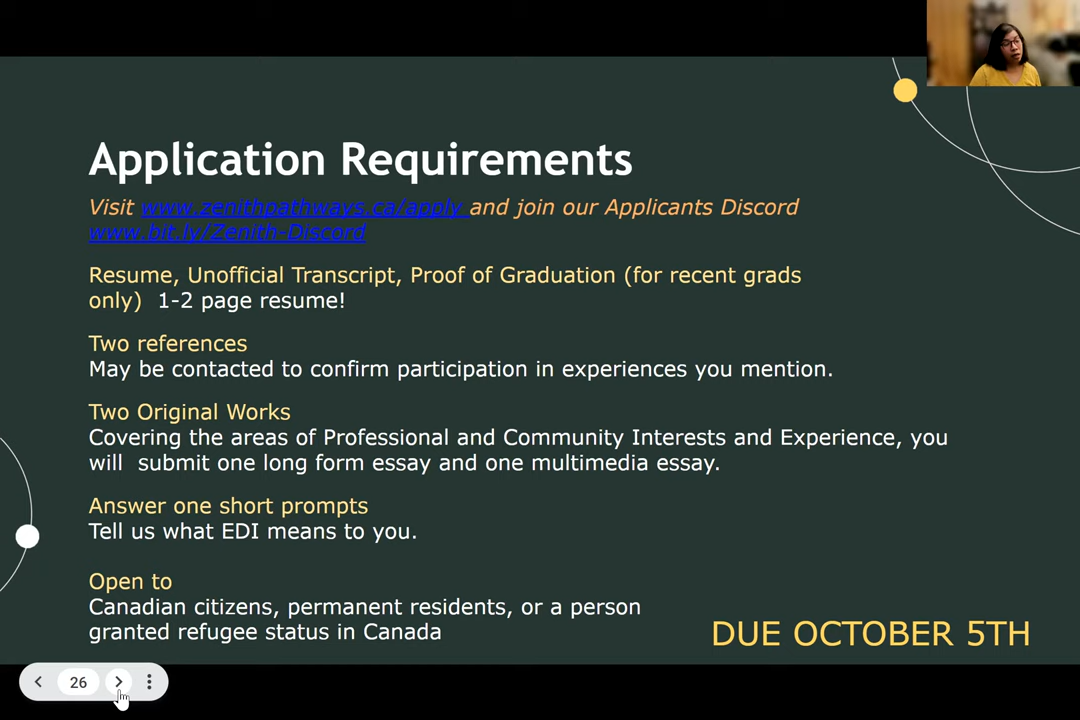 Application Requirements
Visit www.zenithpathways.ca/apply and join our Applicants Discord
www.bit.ly/Zenith-Discord
Resume, Unofficial Transcript, Proof of Graduation (for recent grads
only) 1-2 page resume!
Two references
May be contacted to confirm participation in experiences you mention.
Two Original Works
Covering the areas of Professional and Community Interests and Experience, you
will submit one long form essay and one multimedia essay.
Answer one short prompts
Tell us what EDI means to you.
Open to
Canadian citizens, permanent residents, or a person
granted refugee status in Canada
DUE OCTOBER 5TH
26